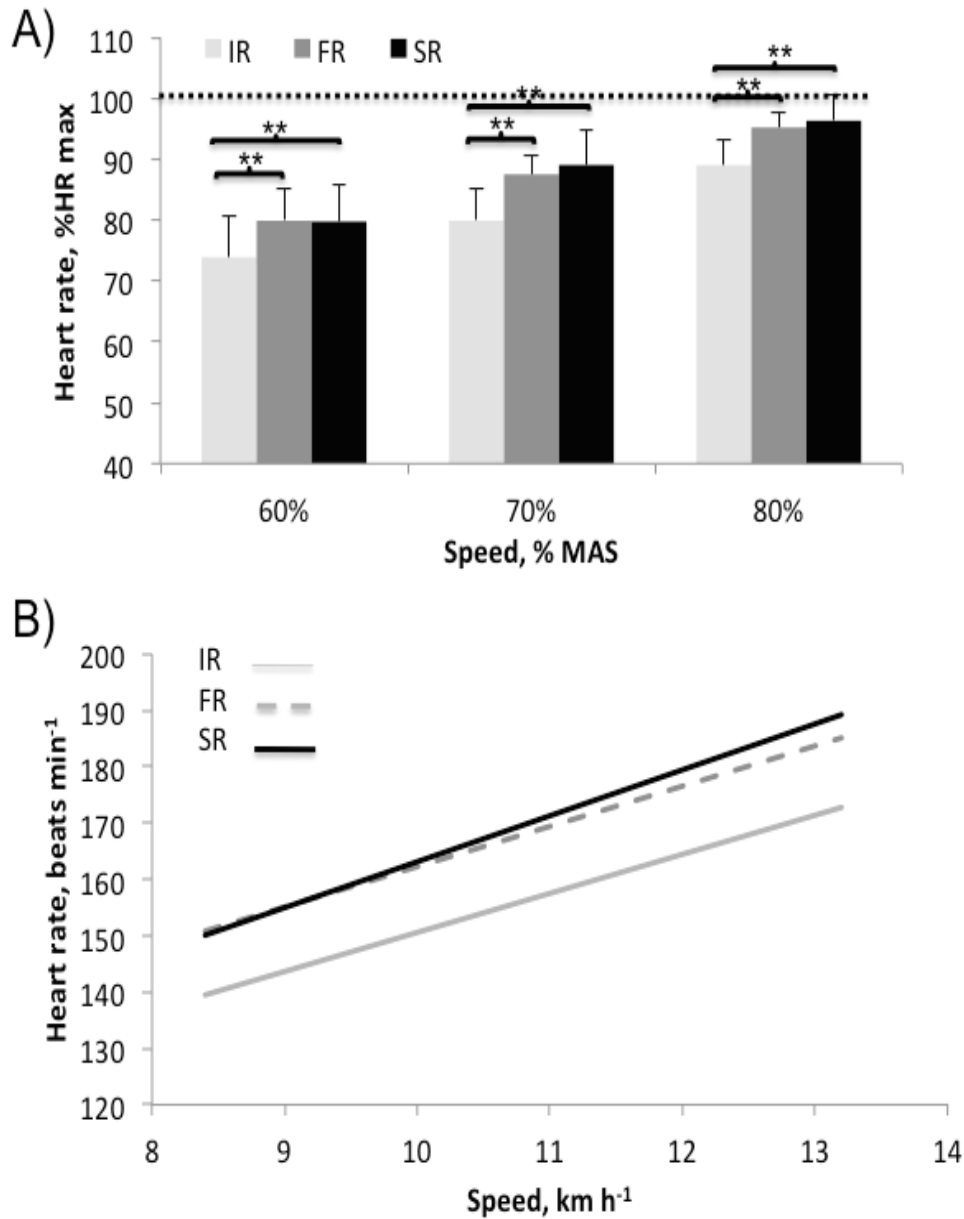 A)
Heart rate, %HR max
110
100
90
80
70
60
50
40
IR FR SR
** **
** **
** **
60% 70% 80%
Speed, % MAS
B)
Heart rate, beats min⁻¹
200
190
180
170
160
150
140
130
120
IR
FR
SR
8 9 10 11 12 13 14
Speed, km h⁻¹